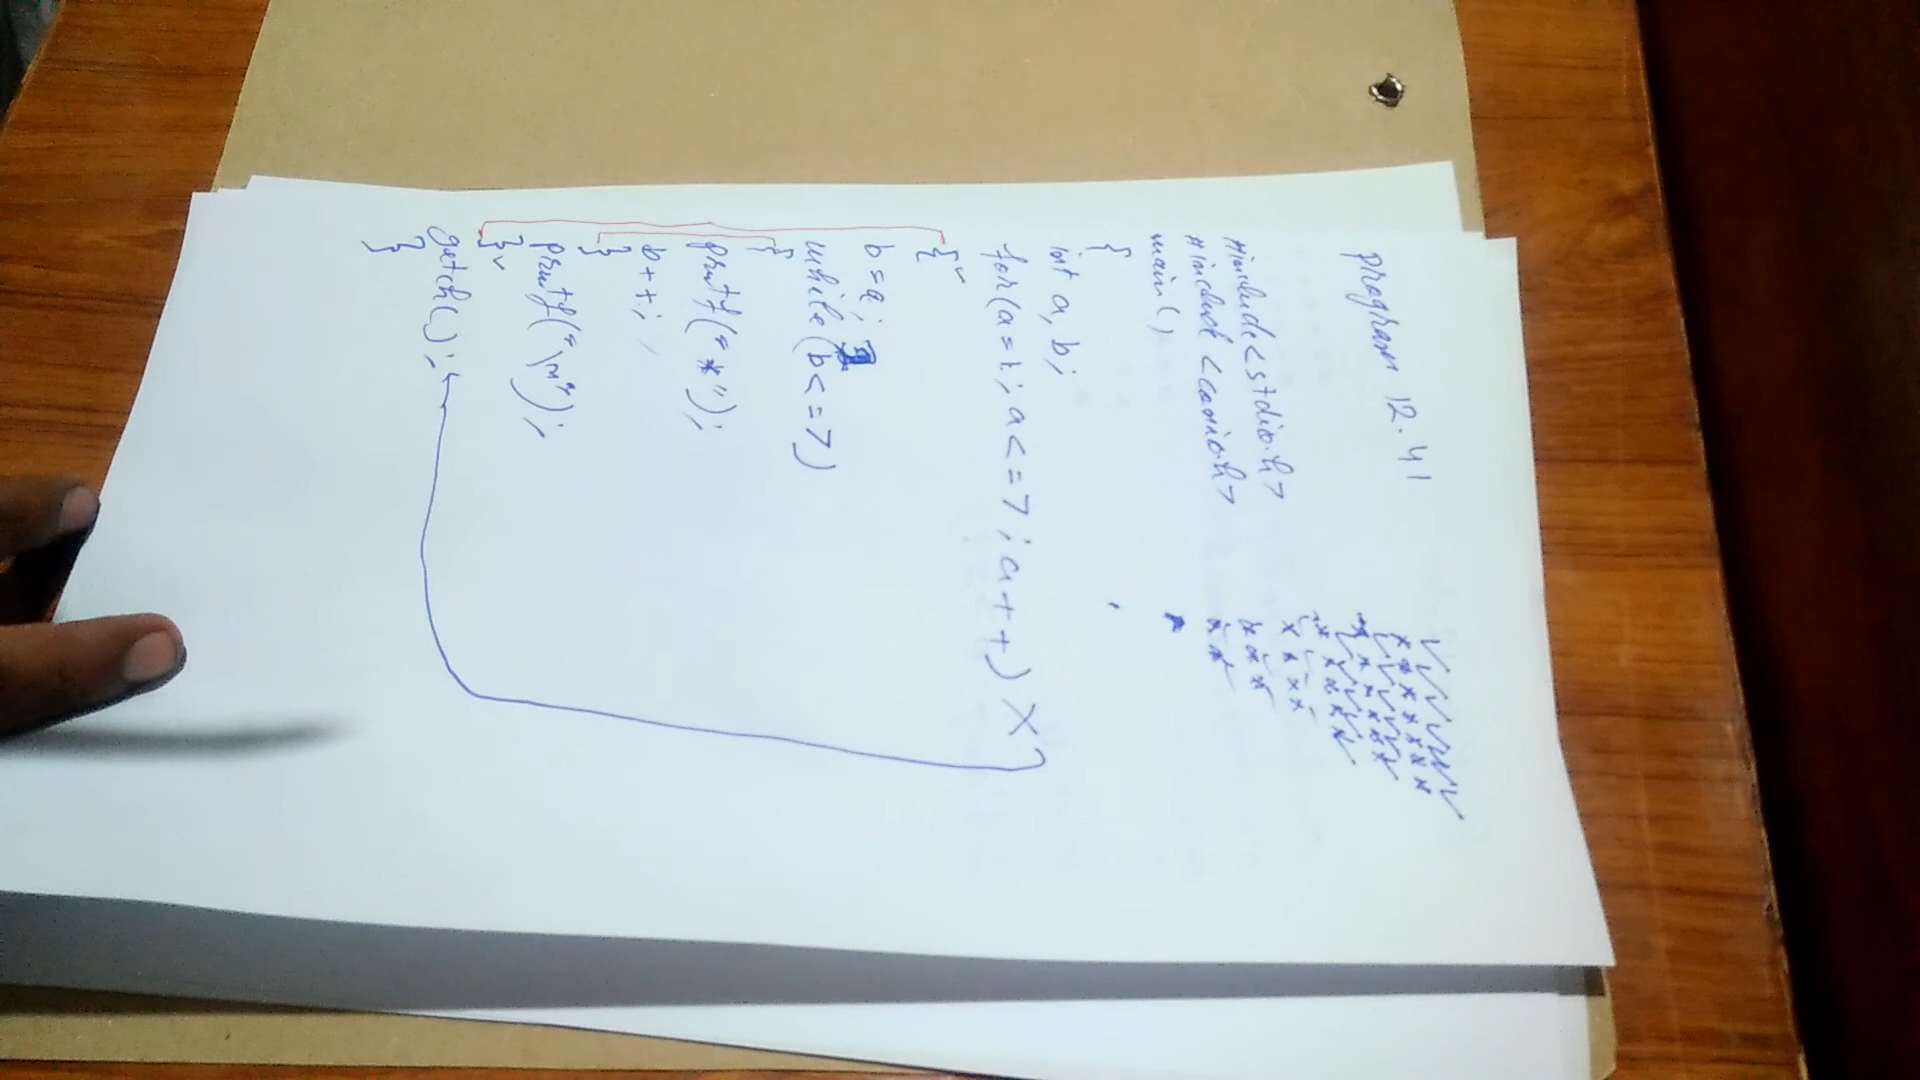 program 12.41
#include<stdio.h>
#include <conio.h>
main()
{
int a, b;
for(a=1; a<=7; a++) X
{
b=a;
while(b<=7)
{
printf("*");
b++;
}
printf("\n");
}
getch();
}
* * * * * * *
* * * * * *
* * * * *
* * * *
* * *
* *
*